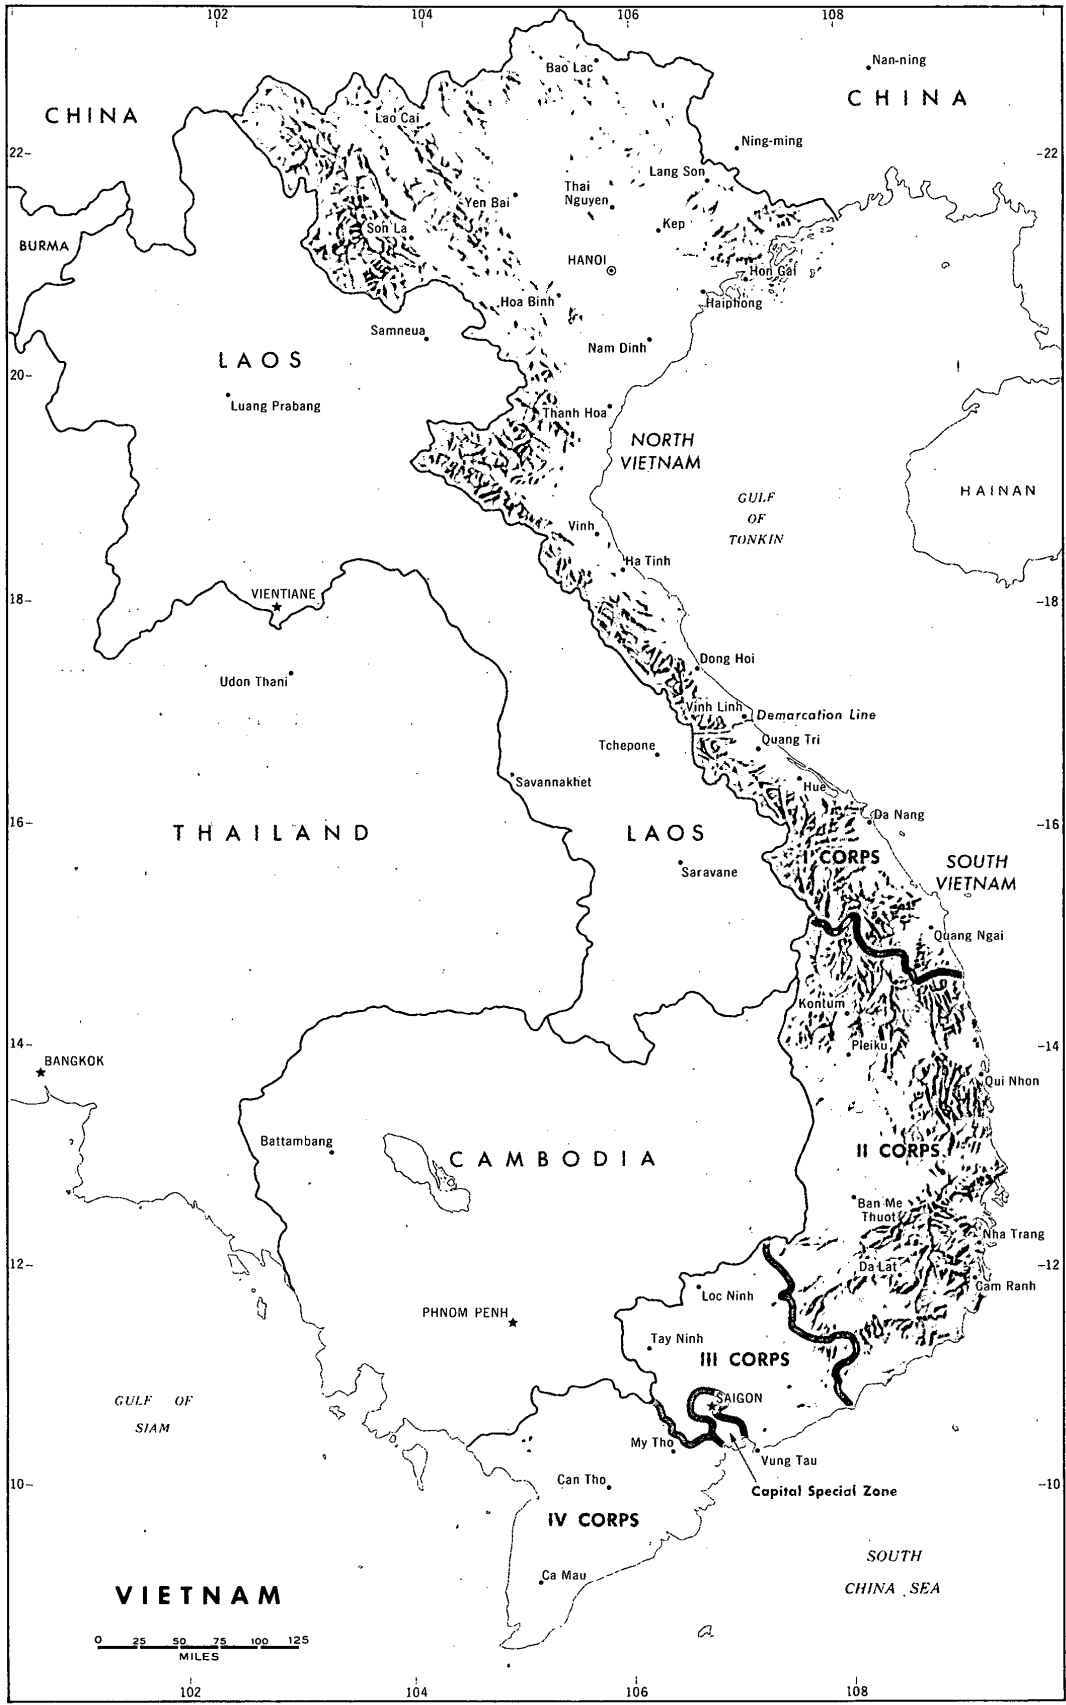 102
104
106
108
Nan-ning
CHINA
Bao Lac
CHINA
Lao Cai
Ning-ming
22
22
Lang Son
Thai
Nguyen
Yen Bai
Kep
Son La
BURMA
HANOI
Hon Gai
Hoa Binh
Haiphong
Samneua
Nam Dinh
LAOS
20
Luang Prabang
Thanh Hoa
NORTH
VIETNAM
HAINAN
GULF
OF
TONKIN
Vinh
Ha Tinh
VIENTIANE
18
18
Dong Hoi
Udon Thani
Vinh Linh
Demarcation Line
Quang Tri
Tchepone
Savannakhet
Hue
Da Nang
16
16
THAILAND
LAOS
I CORPS
SOUTH
VIETNAM
Saravane
Quang Ngai
Kontum
14
14
Pleiku
BANGKOK
Qui Nhon
Battambang
CAMBODIA
II CORPS
Ban Me
Thuot
Nha Trang
12
12
Da Lat
Cam Ranh
Loc Ninh
PHNOM PENH
Tay Ninh
III CORPS
GULF OF
SIAM
SAIGON
My Tho
Vung Tau
10
10
Can Tho
Capital Special Zone
IV CORPS
SOUTH
CHINA SEA
Ca Mau
VIETNAM
0 25 50 75 100 125
MILES
102
104
106
108